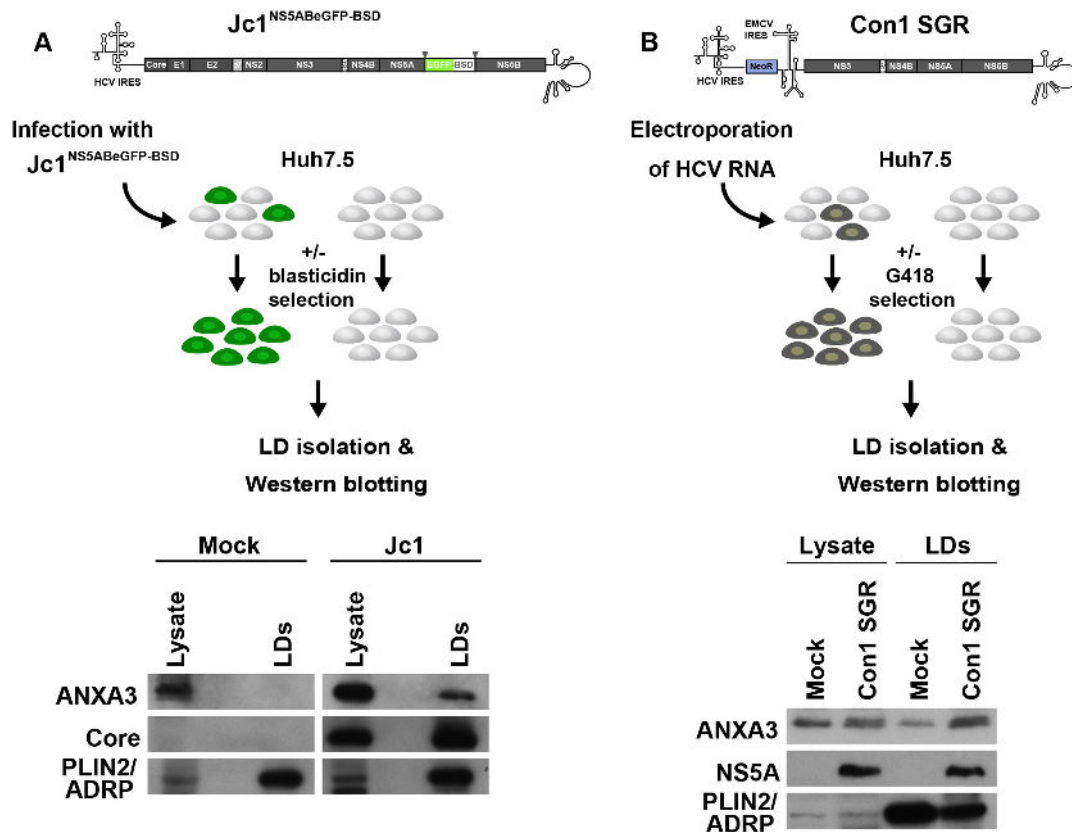 A
Jc1NS5ABeGFP-BSD
HCV IRES
Core E1 E2 NS2 NS3 NS4B NS5A EGFP BSD NS5B
Infection with
Jc1NS5ABeGFP-BSD
Huh7.5
+/-
blasticidin
selection
LD isolation &
Western blotting
Mock Jc1
Lysate LDs Lysate LDs
ANXA3
Core
PLIN2/
ADRP
B
Con1 SGR
EMCV
IRES
HCV IRES
NeoR NS3 NS4B NS5A NS5B
Electroporation
of HCV RNA
Huh7.5
+/-
G418
selection
LD isolation &
Western blotting
Lysate LDs
Mock Con1 SGR Mock Con1 SGR
ANXA3
NS5A
PLIN2/
ADRP